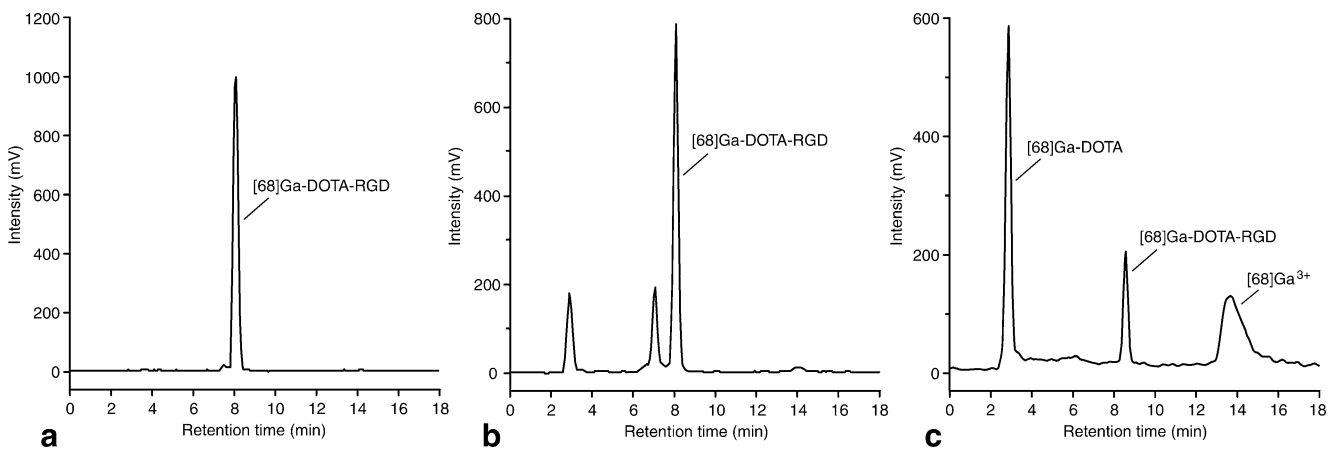 1200
1000
800
600
400
200
0
Intensity (mV)
[68]Ga-DOTA-RGD
0 2 4 6 8 10 12 14 16 18
Retention time (min)
a
800
600
400
200
0
Intensity (mV)
[68]Ga-DOTA-RGD
0 2 4 6 8 10 12 14 16 18
Retention time (min)
b
600
400
200
0
Intensity (mV)
[68]Ga-DOTA
[68]Ga-DOTA-RGD
[68]Ga³⁺
0 2 4 6 8 10 12 14 16 18
Retention time (min)
c